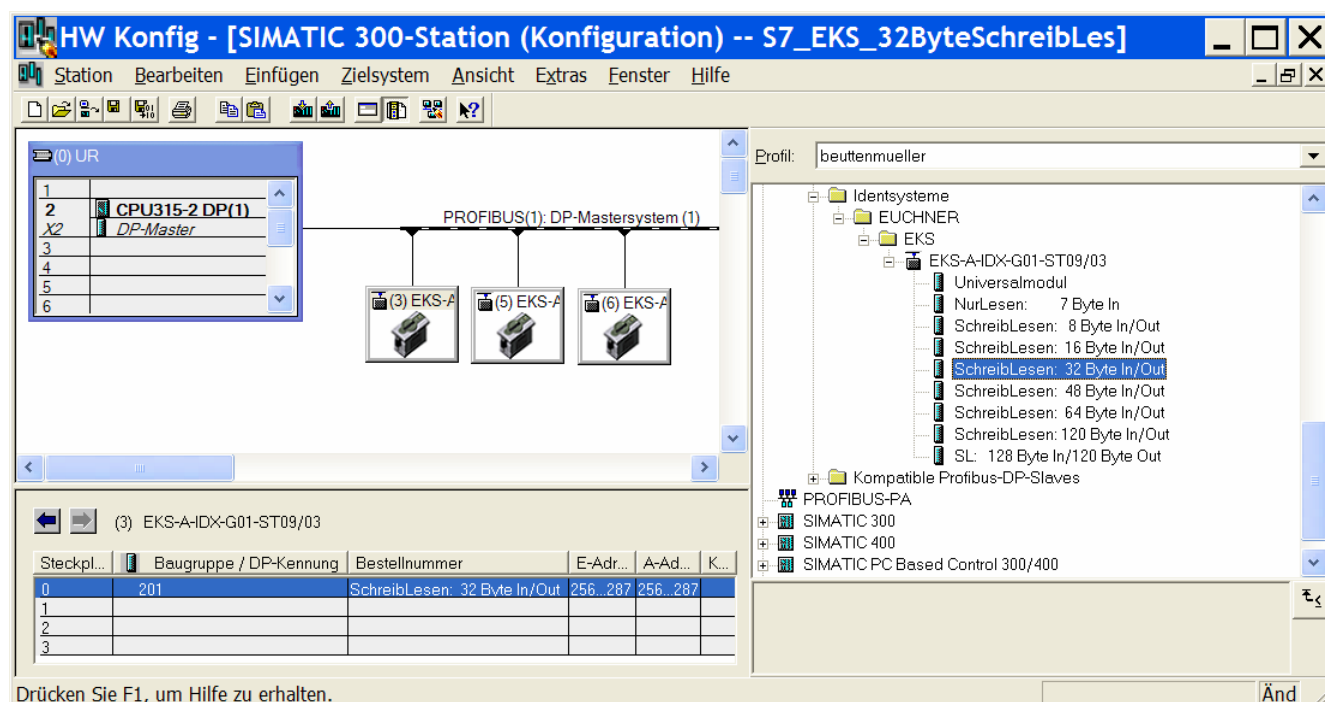 HW Konfig - [SIMATIC 300-Station (Konfiguration) -- S7_EKS_32ByteSchreibLes]
Station Bearbeiten Einfügen Zielsystem Ansicht Extras Fenster Hilfe
(0) UR
1
2 CPU315-2 DP(1)
X2 DP-Master
3
4
5
6
PROFIBUS(1): DP-Mastersystem (1)
(3) EKS-A
(5) EKS-A
(6) EKS-A
Profil: beuttenmueller
Identsysteme
EUCHNER
EKS
EKS-A-IDX-G01-ST09/03
Universalmodul
NurLesen: 7 Byte In
SchreibLesen: 8 Byte In/Out
SchreibLesen: 16 Byte In/Out
SchreibLesen: 32 Byte In/Out
SchreibLesen: 48 Byte In/Out
SchreibLesen: 64 Byte In/Out
SchreibLesen: 120 Byte In/Out
SL: 128 Byte In/120 Byte Out
Kompatible Profibus-DP-Slaves
PROFIBUS-PA
SIMATIC 300
SIMATIC 400
SIMATIC PC Based Control 300/400
(3) EKS-A-IDX-G01-ST09/03
Steckpl... Baugruppe / DP-Kennung Bestellnummer E-Adr... A-Ad... K...
0 201 SchreibLesen: 32 Byte In/Out 256...287 256...287
1
2
3
Drücken Sie F1, um Hilfe zu erhalten.
Änd